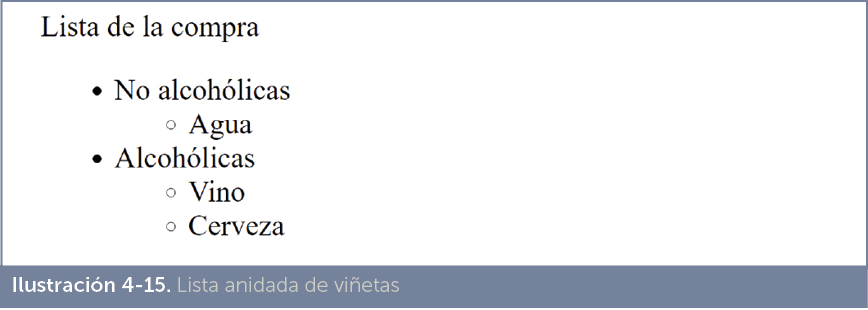 Lista de la compra
No alcohólicas
Agua
Alcohólicas
Vino
Cerveza
Ilustración 4-15. Lista anidada de viñetas